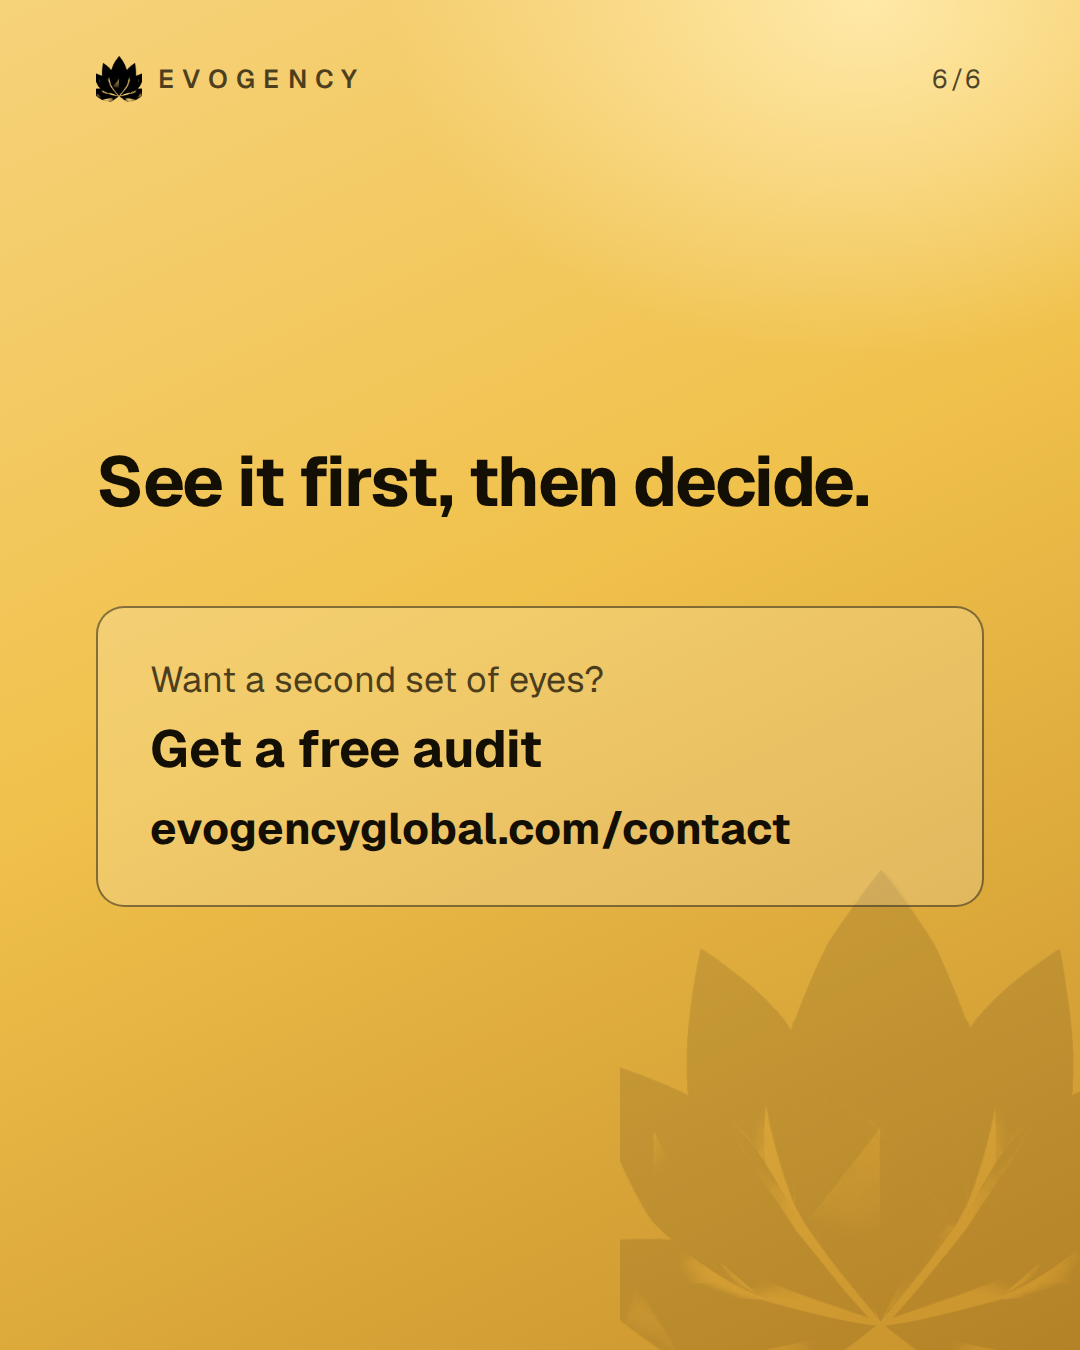 EVOGENCY
6/6
See it first, then decide.
Want a second set of eyes?
Get a free audit
evogencyglobal.com/contact